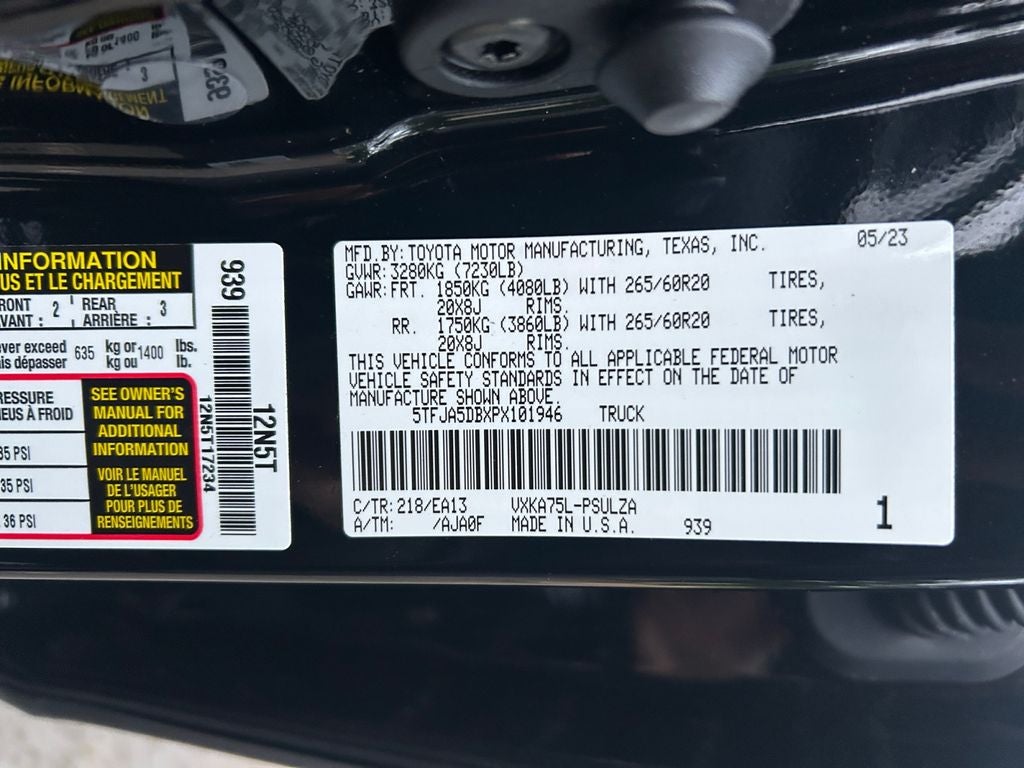 INFORMATION
US ET LE CHARGEMENT
RONT 2 REAR 3
VANT : ARRIÈRE :
ever exceed 635 kg or 1400 lbs.
ais dépasser kg ou lb.
RESSURE
NEUS À FROID
35 PSI
35 PSI
36 PSI
SEE OWNER'S
MANUAL FOR
ADDITIONAL
INFORMATION
VOIR LE MANUEL
DE L'USAGER
POUR PLUS DE
RENSEIGNEMENTS
939
12N5T17234
12N5T
MFD.BY:TOYOTA MOTOR MANUFACTURING, TEXAS, INC. 05/23
GVWR:3280KG (7230LB)
GAWR:FRT. 1850KG (4080LB) WITH 265/60R20 TIRES,
20X8J RIMS.
RR. 1750KG (3860LB) WITH 265/60R20 TIRES,
20X8J RIMS.
THIS VEHICLE CONFORMS TO ALL APPLICABLE FEDERAL MOTOR
VEHICLE SAFETY STANDARDS IN EFFECT ON THE DATE OF
MANUFACTURE SHOWN ABOVE.
5TFJA5DBXPX101946 TRUCK
C/TR:218/EA13 VXKA75L-PSULZA
A/TM: /AJA0F MADE IN U.S.A. 939
1